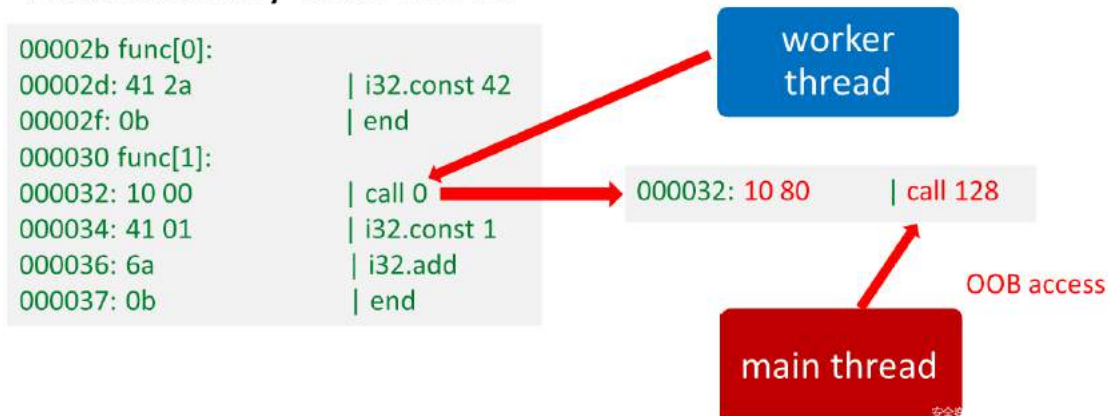 00002b func[0]:
00002d: 41 2a | i32.const 42
00002f: 0b | end
000030 func[1]:
000032: 10 00 | call 0
000034: 41 01 | i32.const 1
000036: 6a | i32.add
000037: 0b | end
worker
thread
000032: 10 80 | call 128
OOB access
main thread